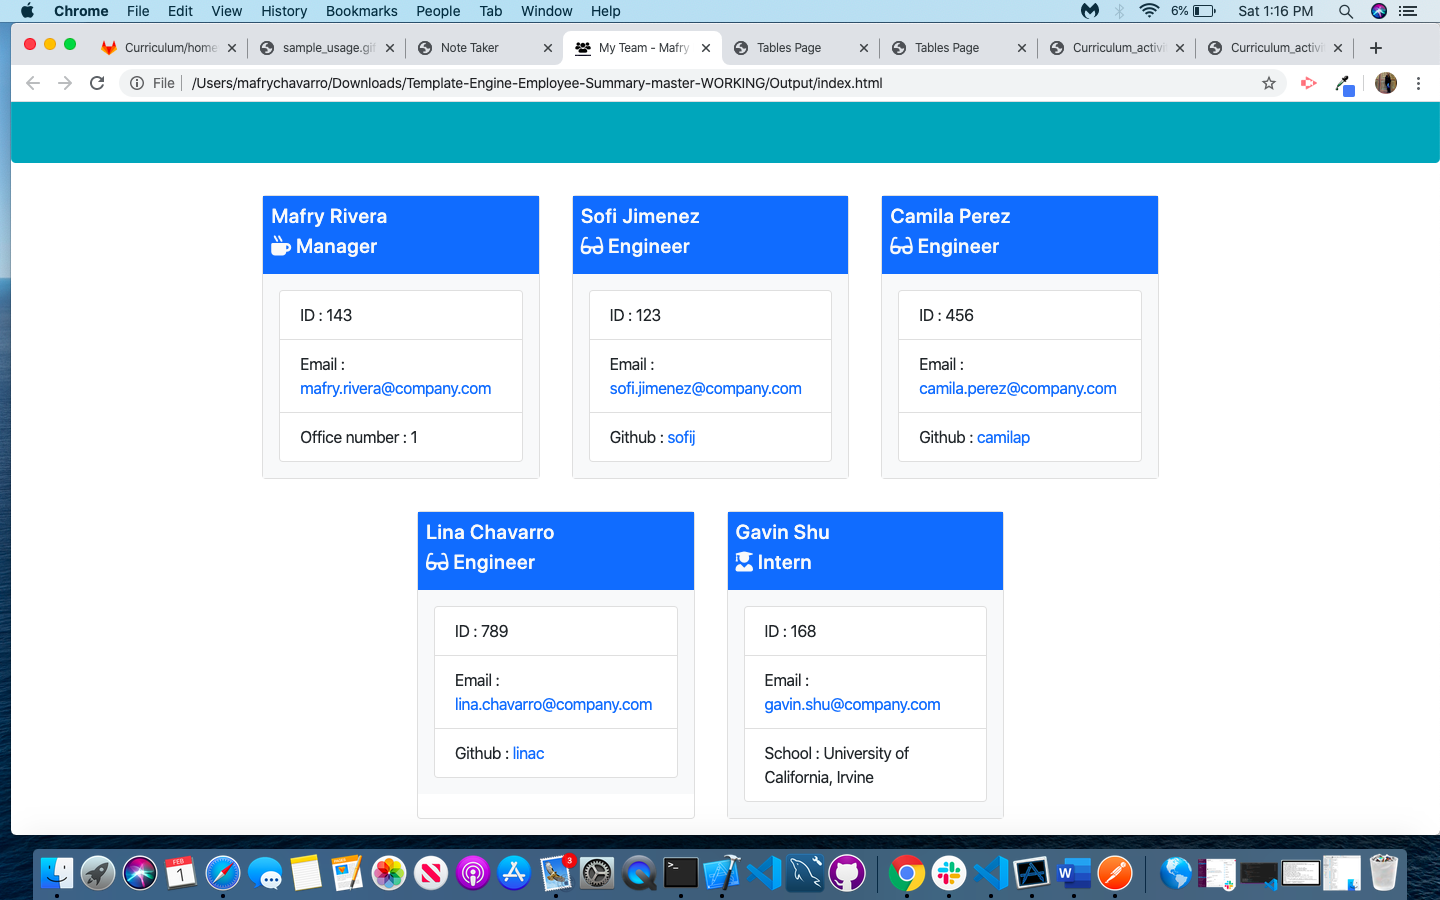 Chrome File Edit View History Bookmarks People Tab Window Help 6% Sat 1:16 PM
Curriculum/home sample_usage.gif Note Taker My Team - Mafry Tables Page Tables Page Curriculum_activi Curriculum_activi
File /Users/mafrychavarro/Downloads/Template-Engine-Employee-Summary-master-WORKING/Output/index.html
Mafry Rivera
Manager
ID : 143
Email :
mafry.rivera@company.com
Office number : 1
Sofi Jimenez
Engineer
ID : 123
Email :
sofi.jimenez@company.com
Github : sofij
Camila Perez
Engineer
ID : 456
Email :
camila.perez@company.com
Github : camilap
Lina Chavarro
Engineer
ID : 789
Email :
lina.chavarro@company.com
Github : linac
Gavin Shu
Intern
ID : 168
Email :
gavin.shu@company.com
School : University of
California, Irvine
FEB
1
3